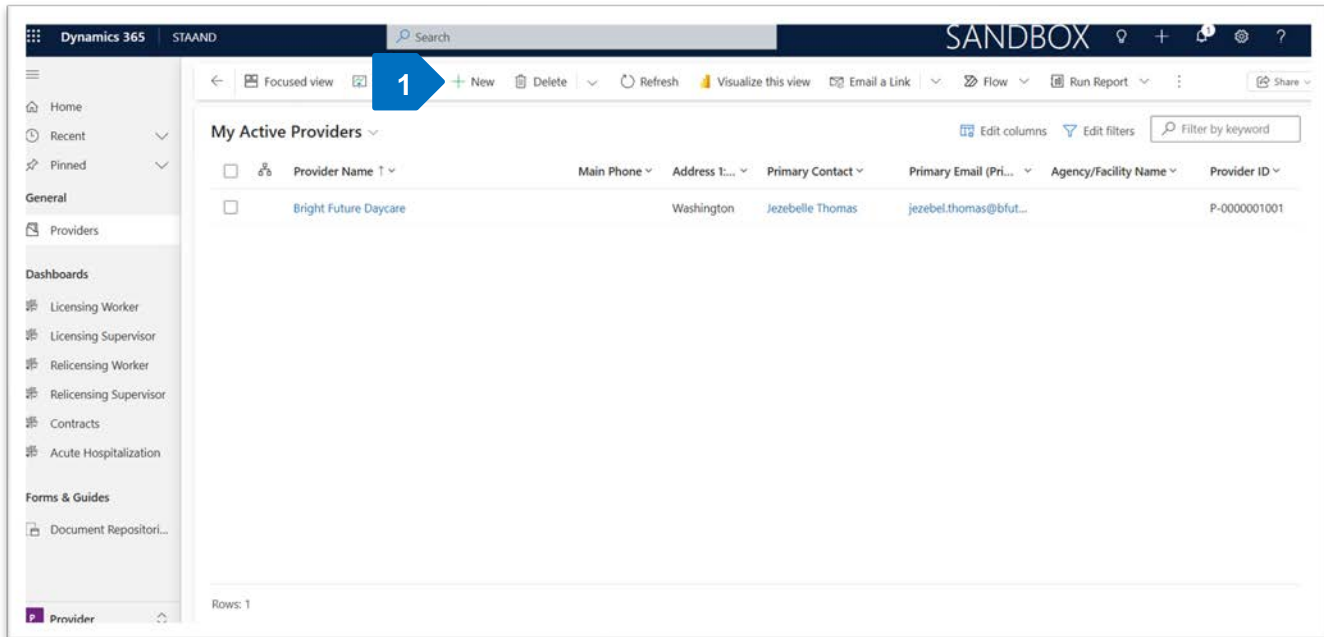 Dynamics 365 STAAND Search SANDBOX 1 ?
1 New Delete Refresh Visualize this view Email a Link Flow Run Report Share
Focused view
Home
Recent
Pinned
General
Providers
Dashboards
Licensing Worker
Licensing Supervisor
Relicensing Worker
Relicensing Supervisor
Contracts
Acute Hospitalization
Forms & Guides
Document Repositori...
P Provider
My Active Providers Edit columns Edit filters Filter by keyword
Provider Name ↑ Main Phone Address 1:... Primary Contact Primary Email (Pri... Agency/Facility Name Provider ID
Bright Future Daycare Washington Jezebelle Thomas jezebel.thomas@bfut... P-0000001001
Rows: 1